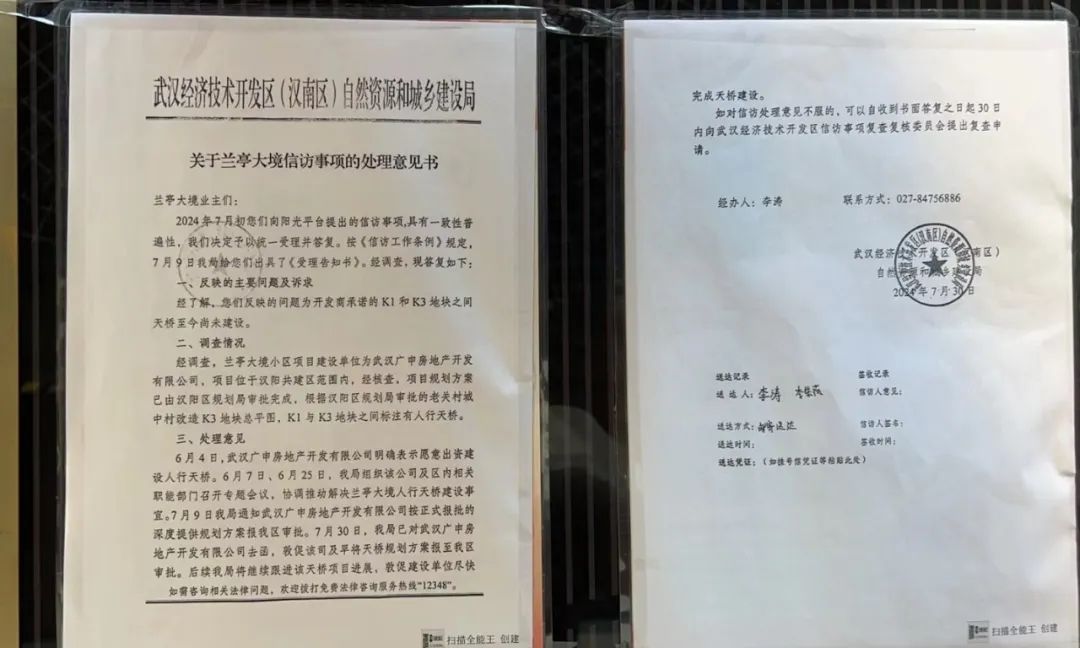 武汉经济技术开发区（汉南区）自然资源和城乡建设局
关于兰亭大境信访事项的处理意见书
兰亭大境业主们：
2024年7月初您们向阳光平台提出的信访事项,具有一致性普
遍性，我们决定予以统一受理并答复。按《信访工作条例》规定，
7月9日我局给您们出具了《受理告知书》。经调查，现答复如下：
一、反映的主要问题及诉求
经了解，您们反映的问题为开发商承诺的K1和K3地块之间
天桥至今尚未建设。
二、调查情况
经调查，兰亭大境小区项目建设单位为武汉广申房地产开发
有限公司，项目位于汉阳共建区范围内，经核查，项目规划方案
已由汉阳区规划局审批完成，根据汉阳区规划局审批的老关村城
中村改造K3地块总平图，K1与K3地块之间标注有人行天桥。
三、处理意见
6月4日，武汉广申房地产开发有限公司明确表示愿意出资建
设人行天桥。6月7日、6月25日，我局组织该公司及区内相关
职能部门召开专题会议，协调推动解决兰亭大境人行天桥建设事
宜。7月9日我局通知武汉广申房地产开发有限公司按正式报批的
深度提供规划方案报我区审批。7月30日，我局已对武汉广申房
地产开发有限公司去函，敦促该司及早将天桥规划方案报至我区
审批。后续我局将继续跟进该天桥项目进展，敦促建设单位尽快
如需咨询相关法律问题，欢迎拨打免费法律咨询服务热线“12348”。
扫描全能王 创建
完成天桥建设。
如对信访处理意见不服的，可以自收到书面答复之日起30日
内向武汉经济技术开发区信访事项复查复核委员会提出复查申
请。
经办人：李涛 联系方式：027-84756886
武汉经济技术开发区（汉南区）
自然资源和城乡建设局
2024年7月30日
送达记录 签收记录
送达人：李涛 信访人意见：
送达方式：邮寄送达 信访人签名：
送达时间： 签收时间：
送达凭证：（如挂号信凭证等粘贴此处）
扫描全能王 创建